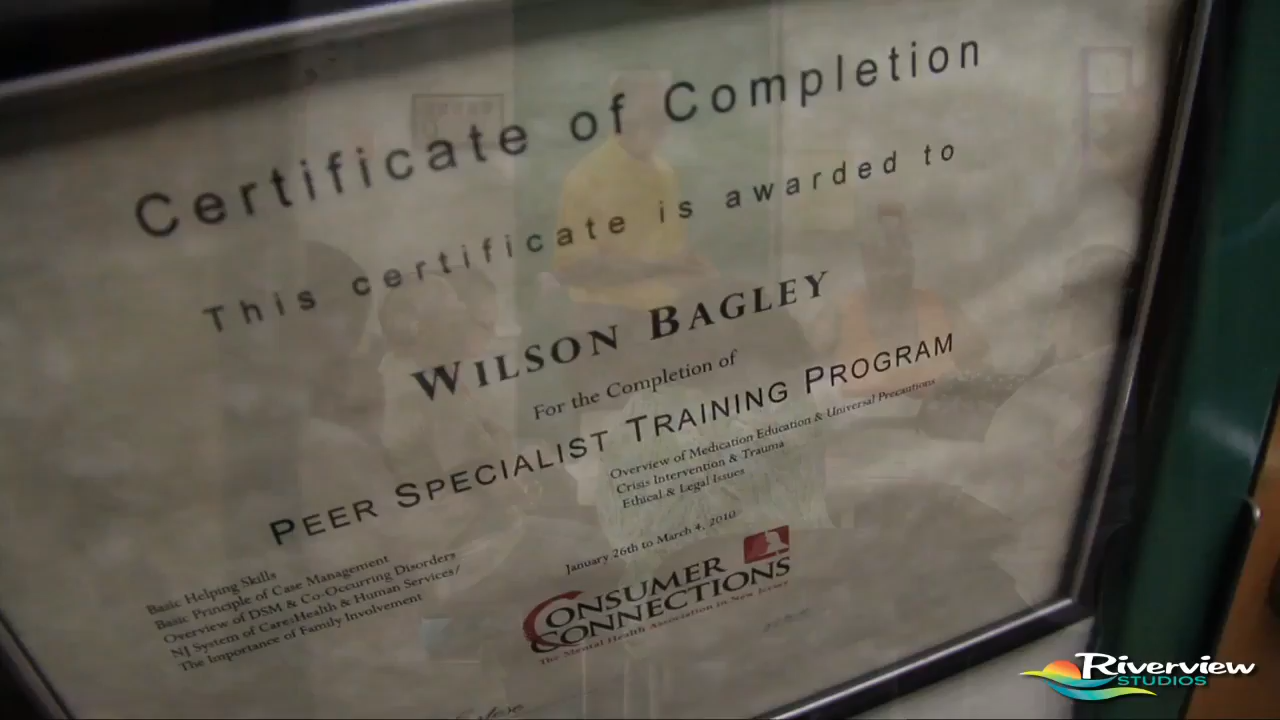 Certificate of Completion
This certificate is awarded to
WILSON BAGLEY
For the Completion of
PEER SPECIALIST TRAINING PROGRAM
Basic Helping Skills
Basic Principle of Case Management
Overview of DSM & Co-Occurring Disorders
NJ System of Care:Health & Human Services/
The Importance of Family Involvement
Overview of Medication Education & Universal Precautions
Crisis Intervention & Trauma
Ethical & Legal Issues
January 26th to March 4, 2010
CONSUMER
CONNECTIONS
The Mental Health Association in New Jersey
Riverview
STUDIOS